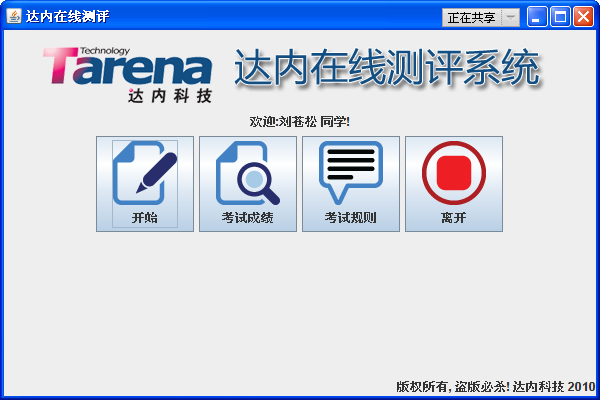 达内在线测评
正在共享
Technology
Tarena
达内科技
达内在线测评系统
欢迎:刘苍松 同学!
开始
考试成绩
考试规则
离开
版权所有, 盗版必杀! 达内科技 2010